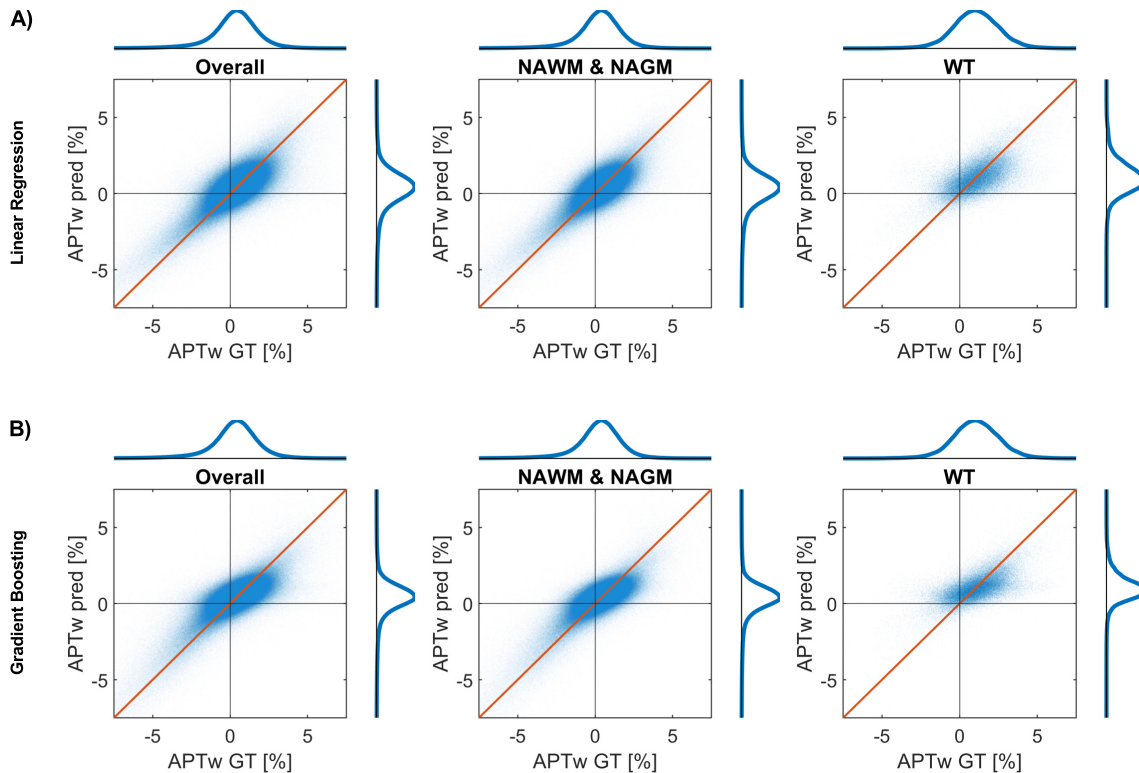 A)
Overall
NAWM & NAGM
WT
Linear Regression
APTw pred [%]
5
0
-5
-5 0 5
APTw GT [%]
APTw pred [%]
5
0
-5
-5 0 5
APTw GT [%]
APTw pred [%]
5
0
-5
-5 0 5
APTw GT [%]
B)
Overall
NAWM & NAGM
WT
Gradient Boosting
APTw pred [%]
5
0
-5
-5 0 5
APTw GT [%]
APTw pred [%]
5
0
-5
-5 0 5
APTw GT [%]
APTw pred [%]
5
0
-5
-5 0 5
APTw GT [%]